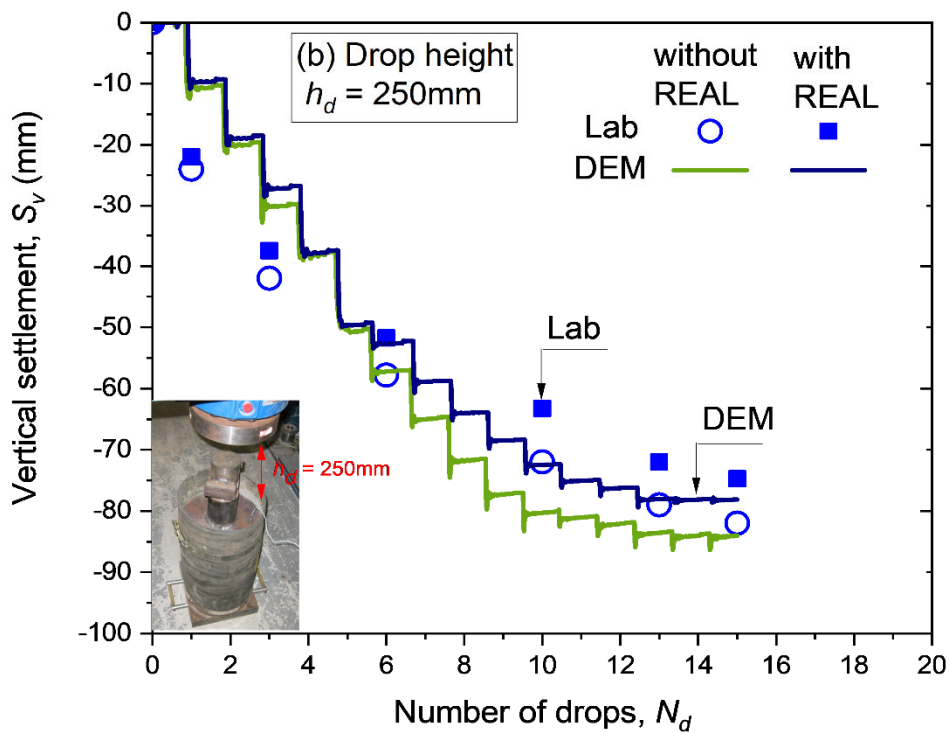 (b) Drop height
h_d = 250mm
without REAL
with REAL
Lab
DEM
Lab
DEM
h_d = 250mm
Vertical settlement, S_v (mm)
0
-10
-20
-30
-40
-50
-60
-70
-80
-90
-100
0 2 4 6 8 10 12 14 16 18 20
Number of drops, N_d